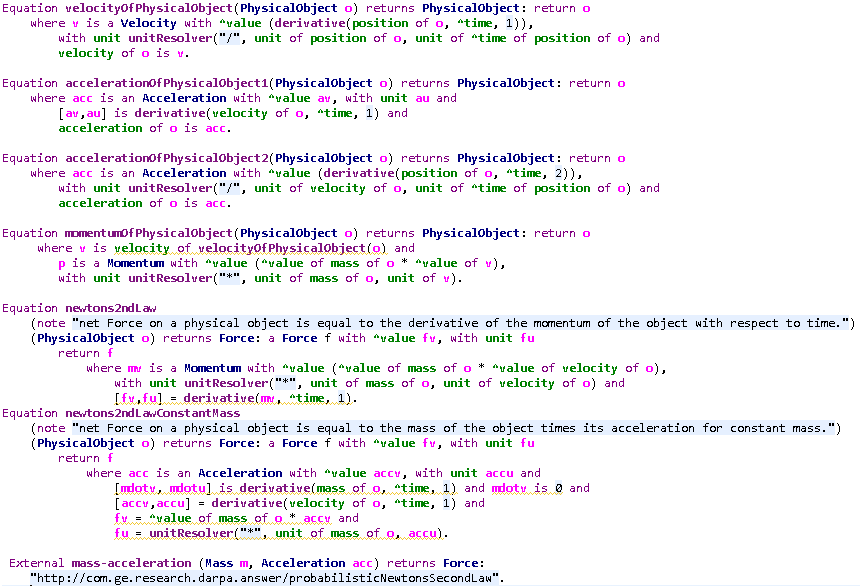 Equation velocityOfPhysicalObject(PhysicalObject o) returns PhysicalObject: return o
where v is a Velocity with ^value (derivative(position of o, ^time, 1)),
with unit unitResolver("/", unit of position of o, unit of ^time of position of o) and
velocity of o is v.
Equation accelerationOfPhysicalObject1(PhysicalObject o) returns PhysicalObject: return o
where acc is an Acceleration with ^value av, with unit au and
[av,au] is derivative(velocity of o, ^time, 1) and
acceleration of o is acc.
Equation accelerationOfPhysicalObject2(PhysicalObject o) returns PhysicalObject: return o
where acc is an Acceleration with ^value (derivative(position of o, ^time, 2)),
with unit unitResolver("/", unit of velocity of o, unit of ^time of position of o) and
acceleration of o is acc.
Equation momentumOfPhysicalObject(PhysicalObject o) returns PhysicalObject: return o
where v is velocity of velocityOfPhysicalObject(o) and
p is a Momentum with ^value (^value of mass of o * ^value of v),
with unit unitResolver("*", unit of mass of o, unit of v).
Equation newtons2ndLaw
(note "net Force on a physical object is equal to the derivative of the momentum of the object with respect to time.")
(PhysicalObject o) returns Force: a Force f with ^value fv, with unit fu
return f
where mv is a Momentum with ^value (^value of mass of o * ^value of velocity of o),
with unit unitResolver("*", unit of mass of o, unit of velocity of o) and
[fv,fu] = derivative(mv, ^time, 1).
Equation newtons2ndLawConstantMass
(note "net Force on a physical object is equal to the mass of the object times its acceleration for constant mass.")
(PhysicalObject o) returns Force: a Force f with ^value fv, with unit fu
return f
where acc is an Acceleration with ^value accv, with unit accu and
[mdotv, mdotu] is derivative(mass of o, ^time, 1) and mdotv is 0 and
[accv,accu] = derivative(velocity of o, ^time, 1) and
fv = ^value of mass of o * accv and
fu = unitResolver("*", unit of mass of o, accu).
External mass-acceleration (Mass m, Acceleration acc) returns Force:
"http://com.ge.research.darpa.answer/probabilisticNewtonsSecondLaw".